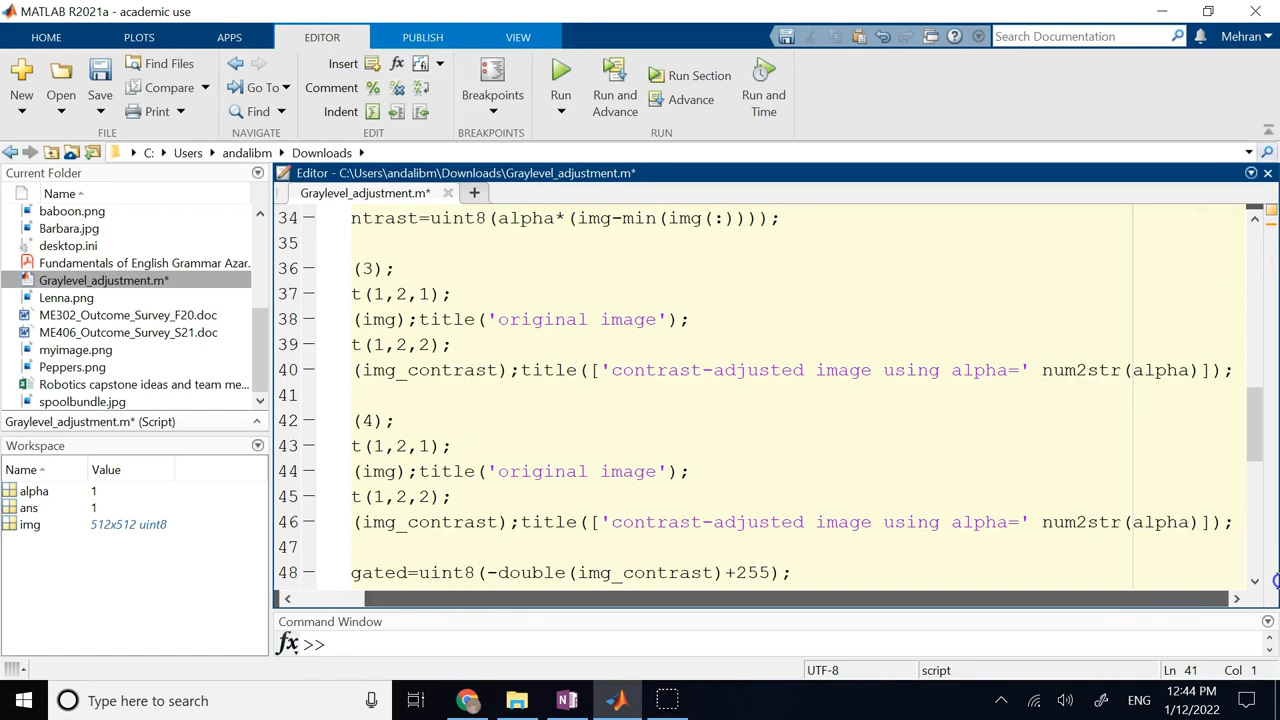 MATLAB R2021a - academic use
HOME PLOTS APPS EDITOR PUBLISH VIEW Search Documentation Mehran
New Open Save Find Files Compare Print Go To Find Insert fx Comment Indent Breakpoints Run Run and Advance Run Section Advance Run and Time
FILE NAVIGATE EDIT BREAKPOINTS RUN
C: Users andalibm Downloads
Current Folder
Name
baboon.png
Barbara.jpg
desktop.ini
Fundamentals of English Grammar Azar.
Graylevel_adjustment.m*
Lenna.png
ME302_Outcome_Survey_F20.doc
ME406_Outcome_Survey_S21.doc
myimage.png
Peppers.png
Robotics capstone ideas and team me...
spoolbundle.jpg
Graylevel_adjustment.m* (Script)
Workspace
Name Value
alpha 1
ans 1
img 512x512 uint8
Editor - C:\Users\andalibm\Downloads\Graylevel_adjustment.m*
Graylevel_adjustment.m*
34 ntrast=uint8(alpha*(img-min(img(:))));
35
36 (3);
37 t(1,2,1);
38 (img);title('original image');
39 t(1,2,2);
40 (img_contrast);title(['contrast-adjusted image using alpha=' num2str(alpha)]);
41
42 (4);
43 t(1,2,1);
44 (img);title('original image');
45 t(1,2,2);
46 (img_contrast);title(['contrast-adjusted image using alpha=' num2str(alpha)]);
47
48 gated=uint8(-double(img_contrast)+255);
Command Window
fx >>
UTF-8 script Ln 41 Col 1
Type here to search ENG 12:44 PM
1/12/2022